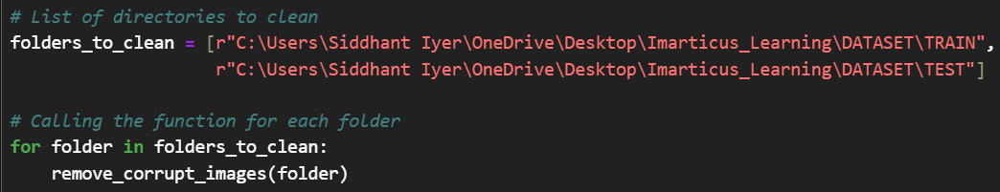 # List of directories to clean
folders_to_clean = [r"C:\Users\Siddhant Iyer\OneDrive\Desktop\Imarticus_Learning\DATASET\TRAIN",
                    r"C:\Users\Siddhant Iyer\OneDrive\Desktop\Imarticus_Learning\DATASET\TEST"]
# Calling the function for each folder
for folder in folders_to_clean:
    remove_corrupt_images(folder)